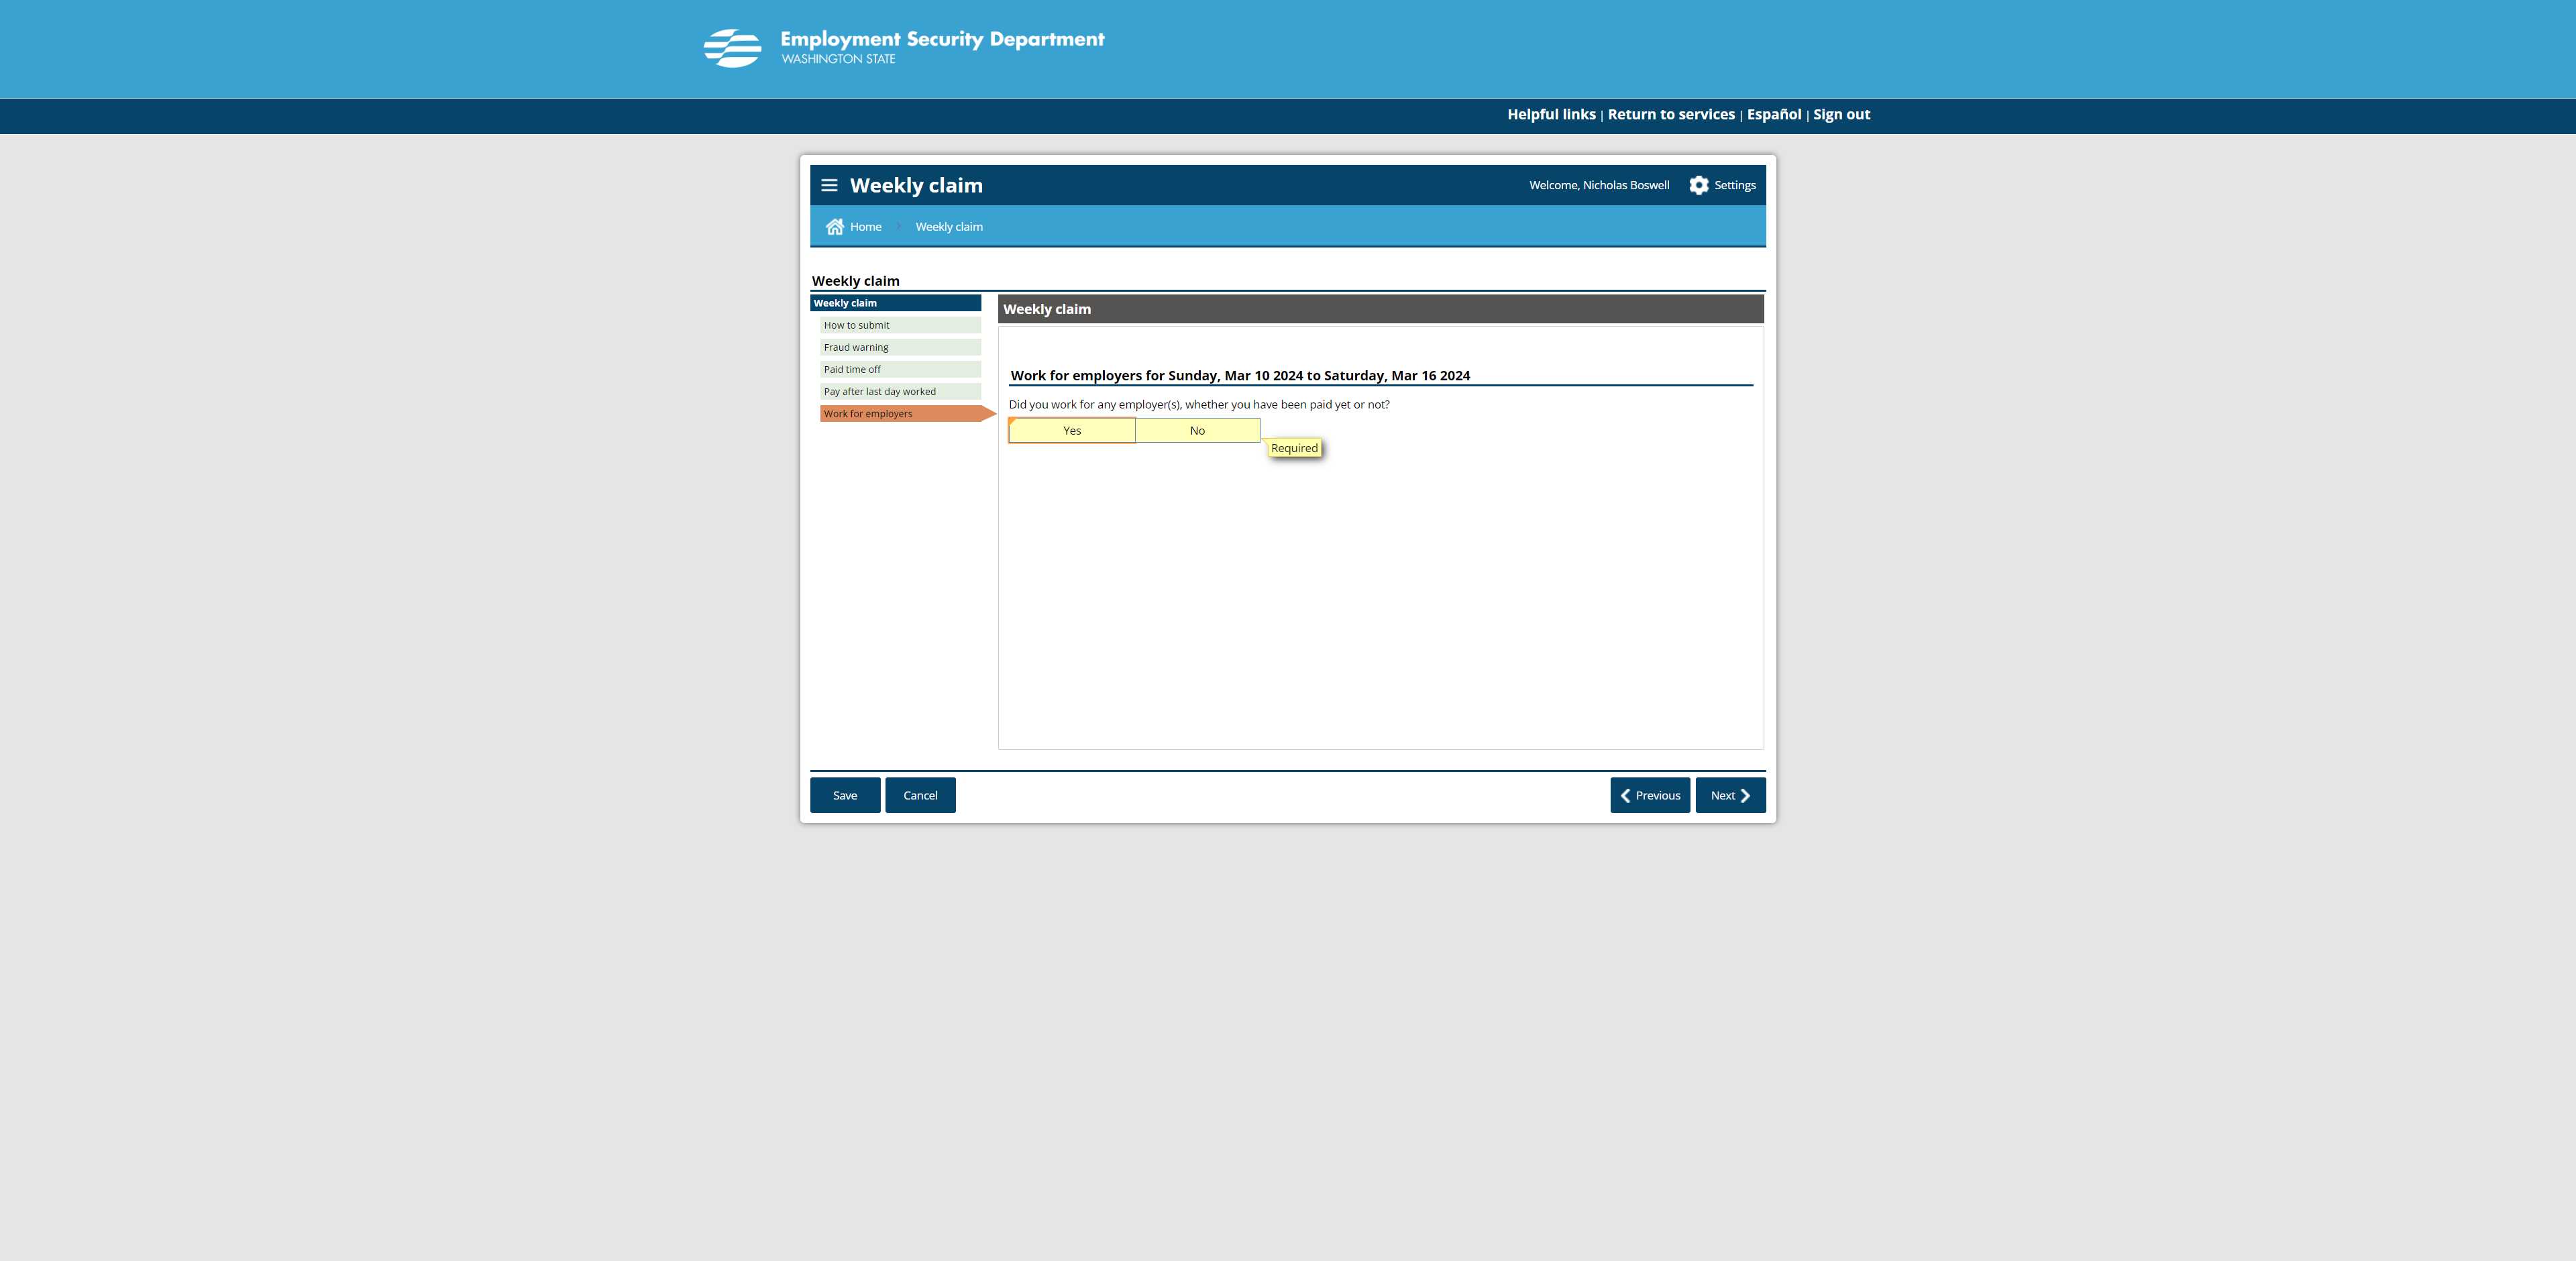 Employment Security Department
WASHINGTON STATE
Helpful links | Return to services | Español | Sign out
Weekly claim
Welcome, Nicholas Boswell
Settings
Home
Weekly claim
Weekly claim
Weekly claim
How to submit
Fraud warning
Paid time off
Pay after last day worked
Work for employers
Weekly claim
Work for employers for Sunday, Mar 10 2024 to Saturday, Mar 16 2024
Did you work for any employer(s), whether you have been paid yet or not?
Yes
No
Required
Save
Cancel
Previous
Next